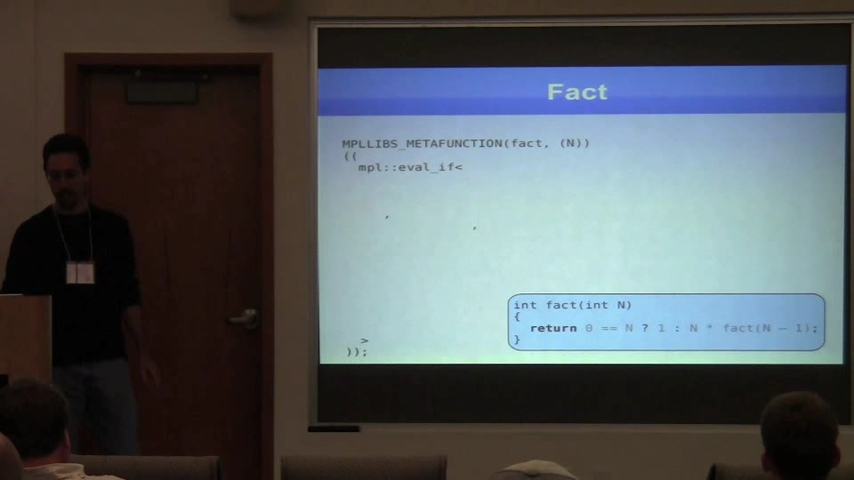 Fact
MPLLIBS_METAFUNCTION(fact, (N))
((
mpl::eval_if<
,
,
>
));
int fact(int N)
{
return 0 == N ? 1 : N * fact(N – 1);
}